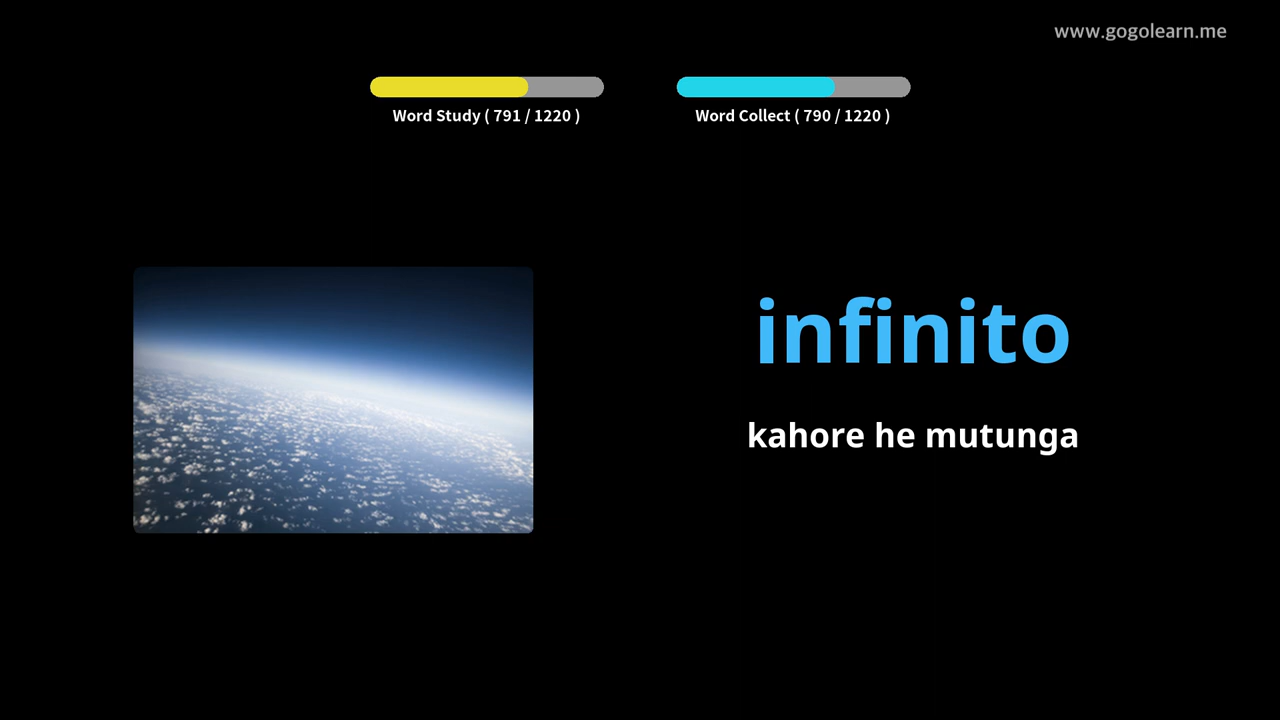 www.gogolearn.me
Word Study ( 791 / 1220 )
Word Collect ( 790 / 1220 )
infinito
kahore he mutunga